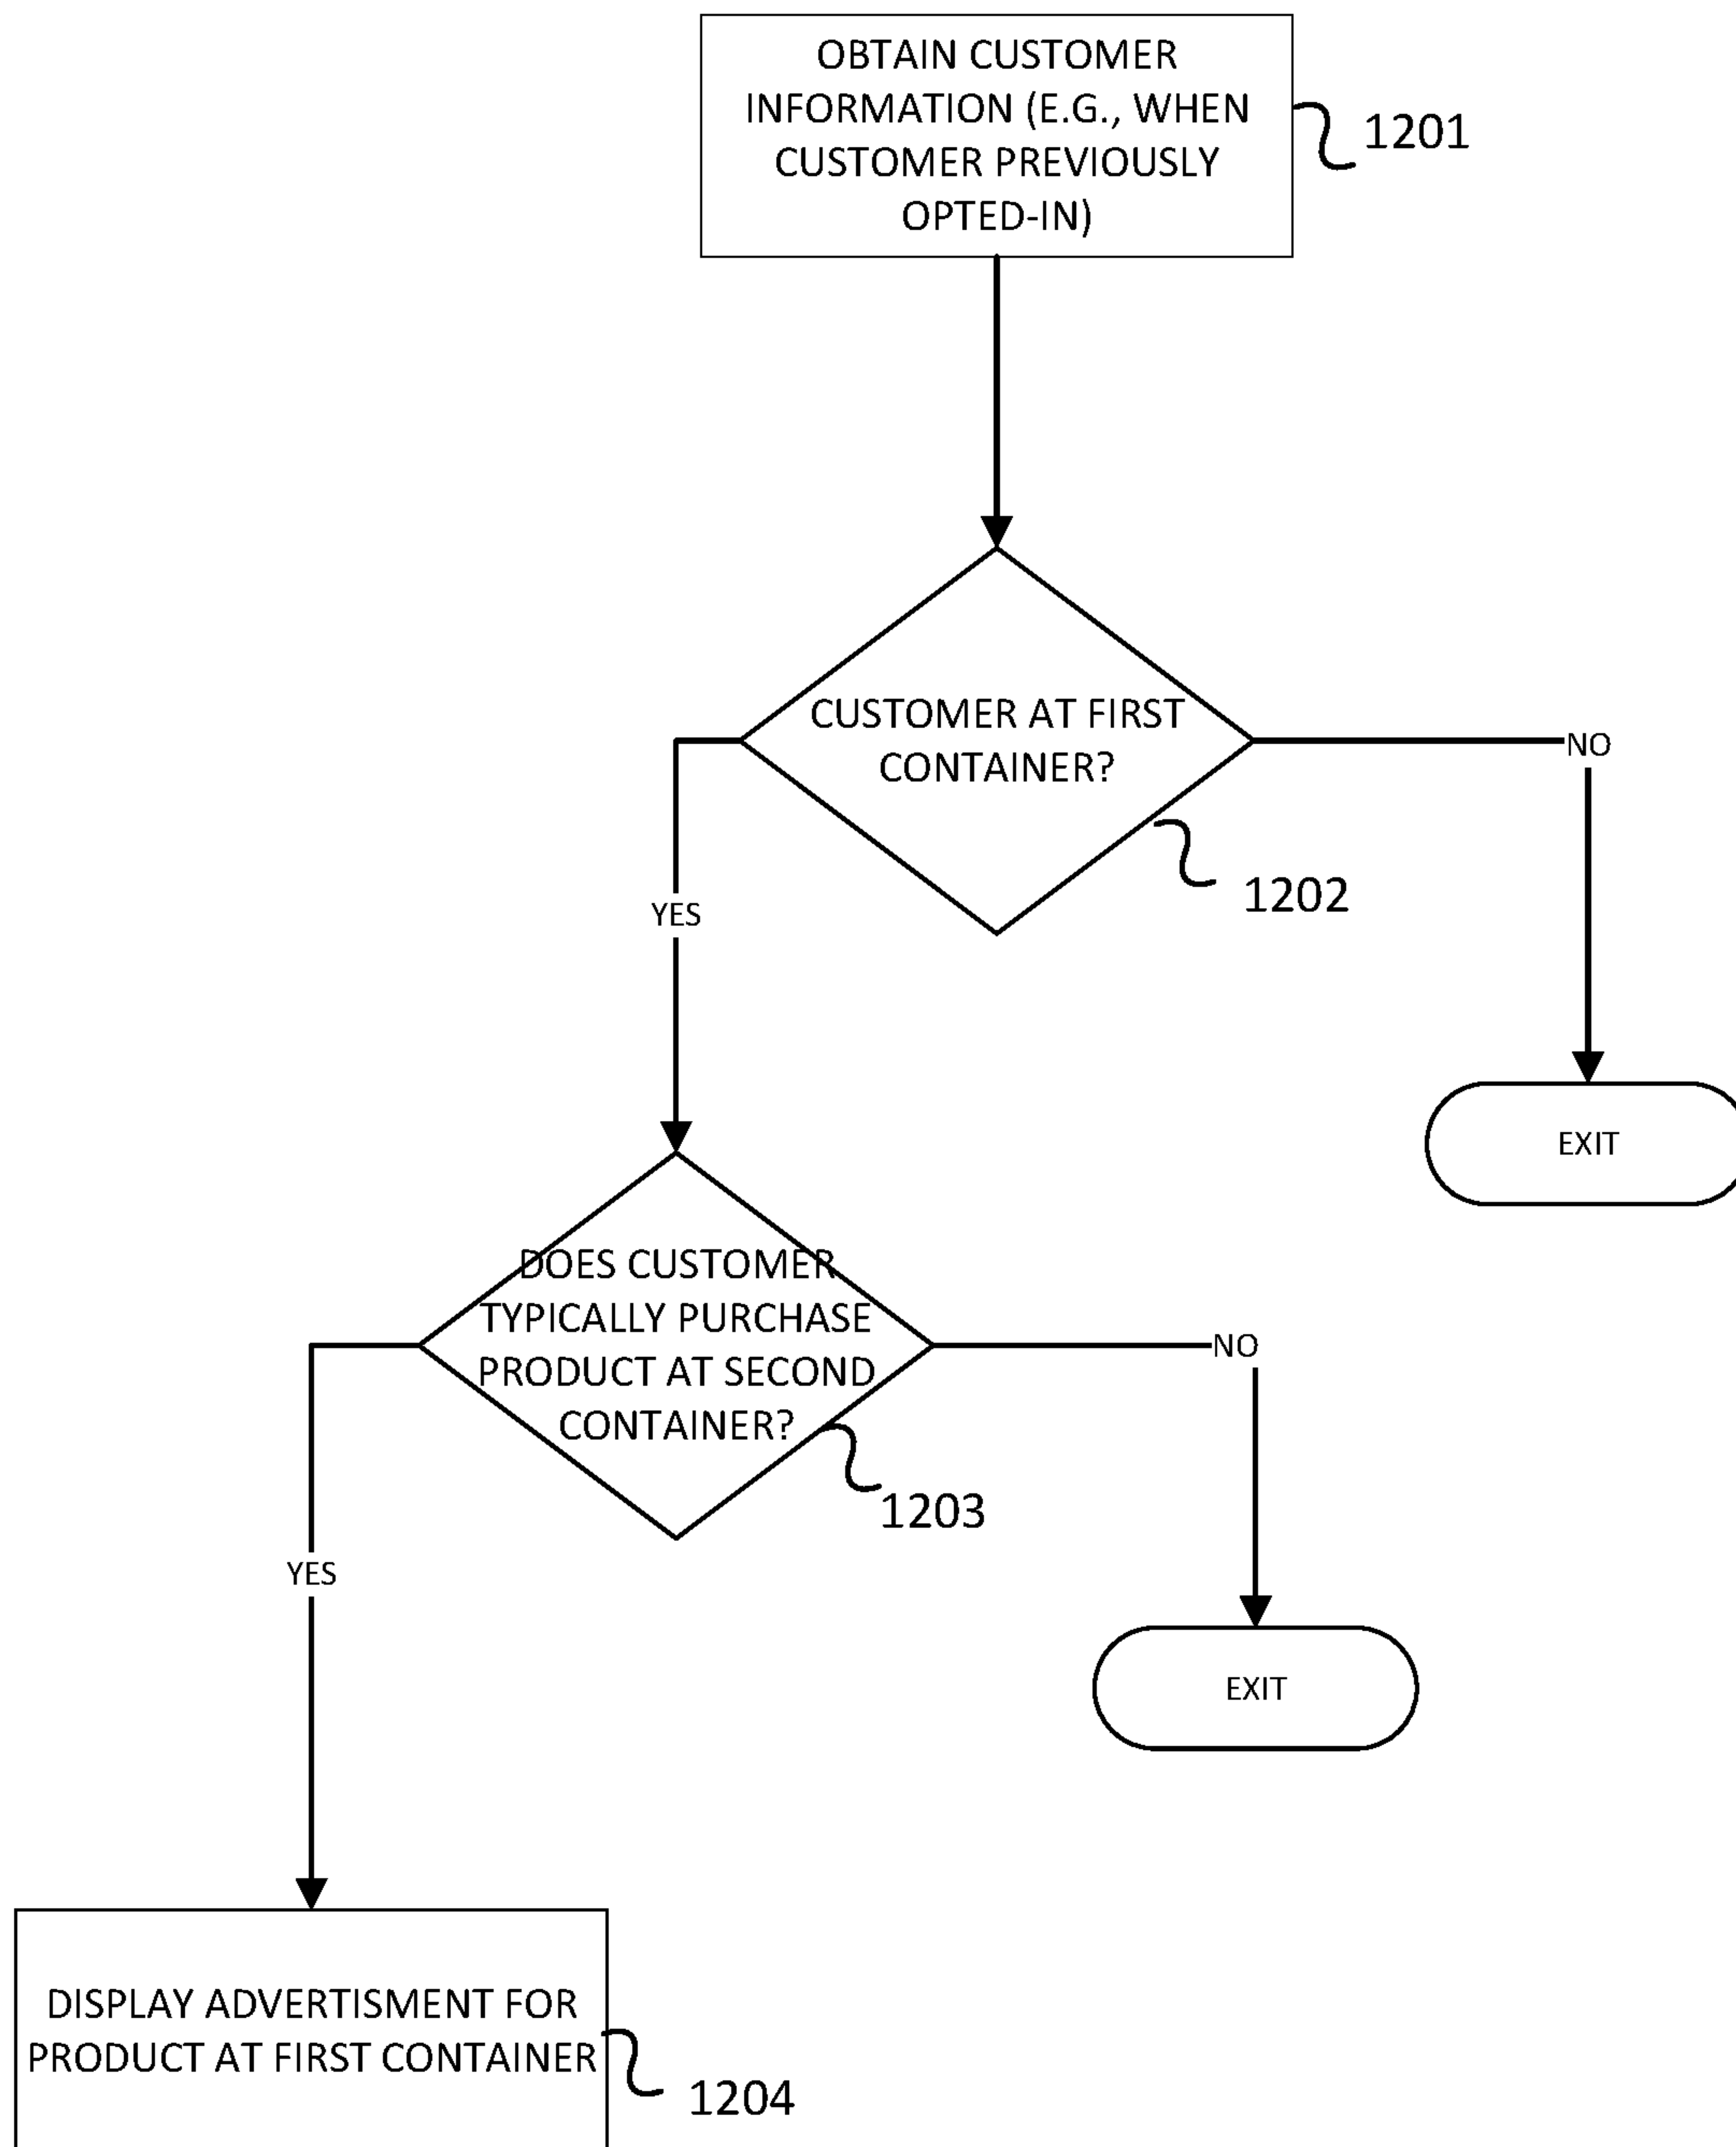 OBTAIN CUSTOMER
INFORMATION (E.G., WHEN
CUSTOMER PREVIOUSLY
OPTED-IN)
1201
CUSTOMER AT FIRST
CONTAINER?
NO
1202
YES
EXIT
DOES CUSTOMER
TYPICALLY PURCHASE
PRODUCT AT SECOND
CONTAINER?
NO
1203
YES
EXIT
DISPLAY ADVERTISMENT FOR
PRODUCT AT FIRST CONTAINER
1204